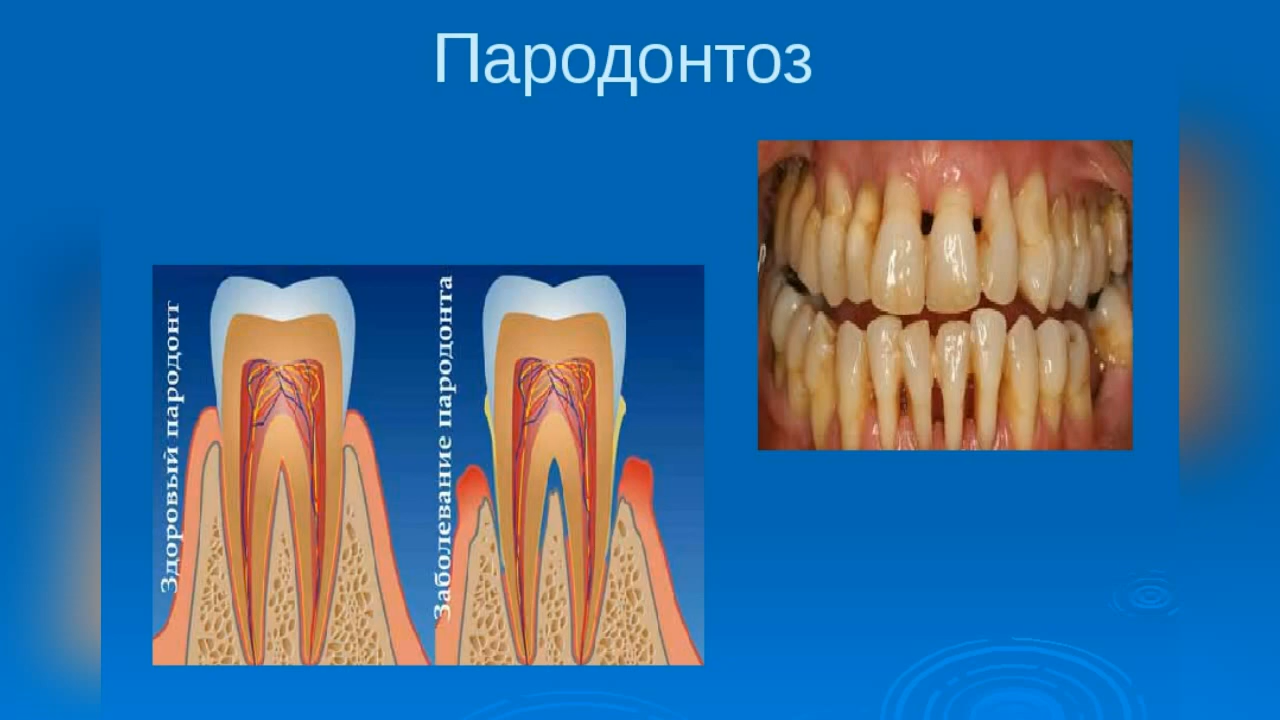 Пародонтоз
Здоровый пародонт
Заболевание пародонта